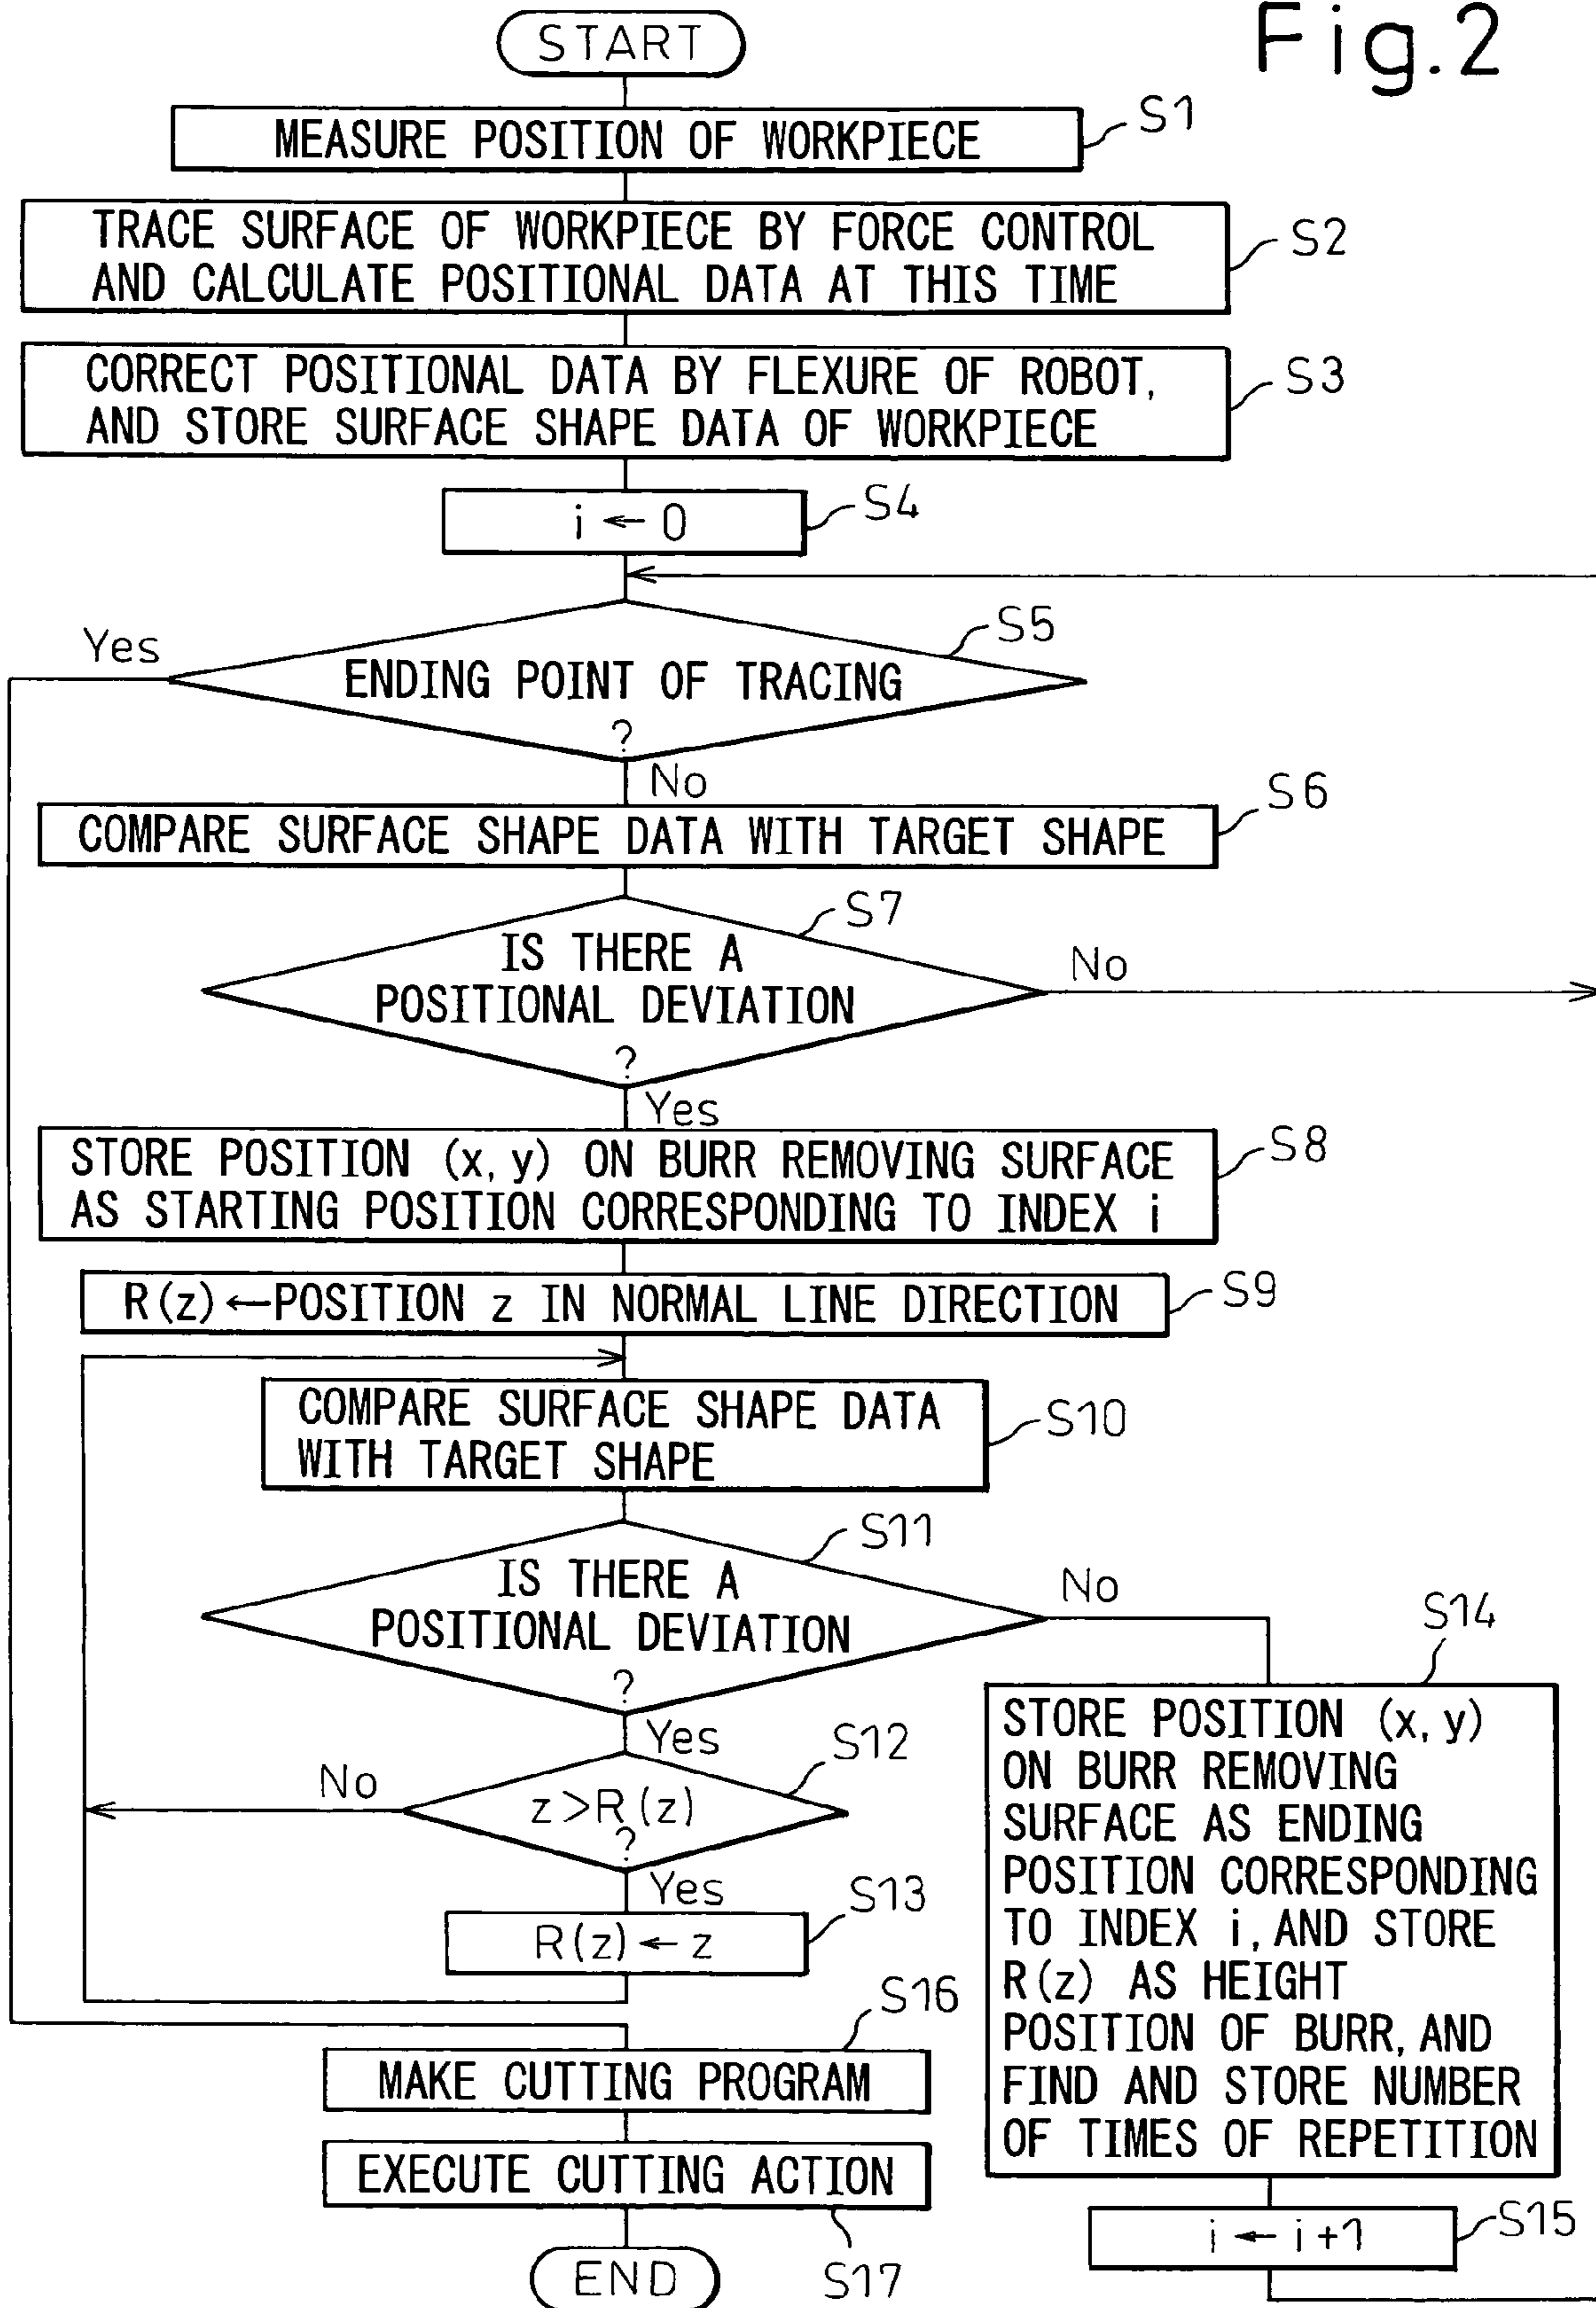 Fig.2
START
MEASURE POSITION OF WORKPIECE
S1
TRACE SURFACE OF WORKPIECE BY FORCE CONTROL
AND CALCULATE POSITIONAL DATA AT THIS TIME
S2
CORRECT POSITIONAL DATA BY FLEXURE OF ROBOT,
AND STORE SURFACE SHAPE DATA OF WORKPIECE
S3
i ← 0
S4
ENDING POINT OF TRACING
?
S5
Yes
No
COMPARE SURFACE SHAPE DATA WITH TARGET SHAPE
S6
IS THERE A
POSITIONAL DEVIATION
?
S7
No
Yes
STORE POSITION (x, y) ON BURR REMOVING SURFACE
AS STARTING POSITION CORRESPONDING TO INDEX i
S8
R(z)←POSITION z IN NORMAL LINE DIRECTION
S9
COMPARE SURFACE SHAPE DATA
WITH TARGET SHAPE
S10
IS THERE A
POSITIONAL DEVIATION
?
S11
No
Yes
z>R(z)
?
S12
No
Yes
R(z)←z
S13
S14
STORE POSITION (x, y)
ON BURR REMOVING
SURFACE AS ENDING
POSITION CORRESPONDING
TO INDEX i, AND STORE
R(z) AS HEIGHT
POSITION OF BURR, AND
FIND AND STORE NUMBER
OF TIMES OF REPETITION
i ← i+1
S15
S16
MAKE CUTTING PROGRAM
EXECUTE CUTTING ACTION
S17
END